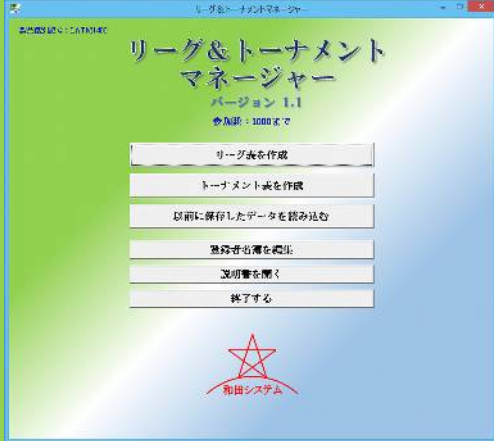 リーグ&トーナメントマネージャー
リーグ&トーナメント
マネージャー
バージョン 1.1
参加数：1000まで
リーグ表を作成
トーナメント表を作成
以前に保存したデータを読み込む
登録者名簿を編集
説明書を開く
終了する
和田システム